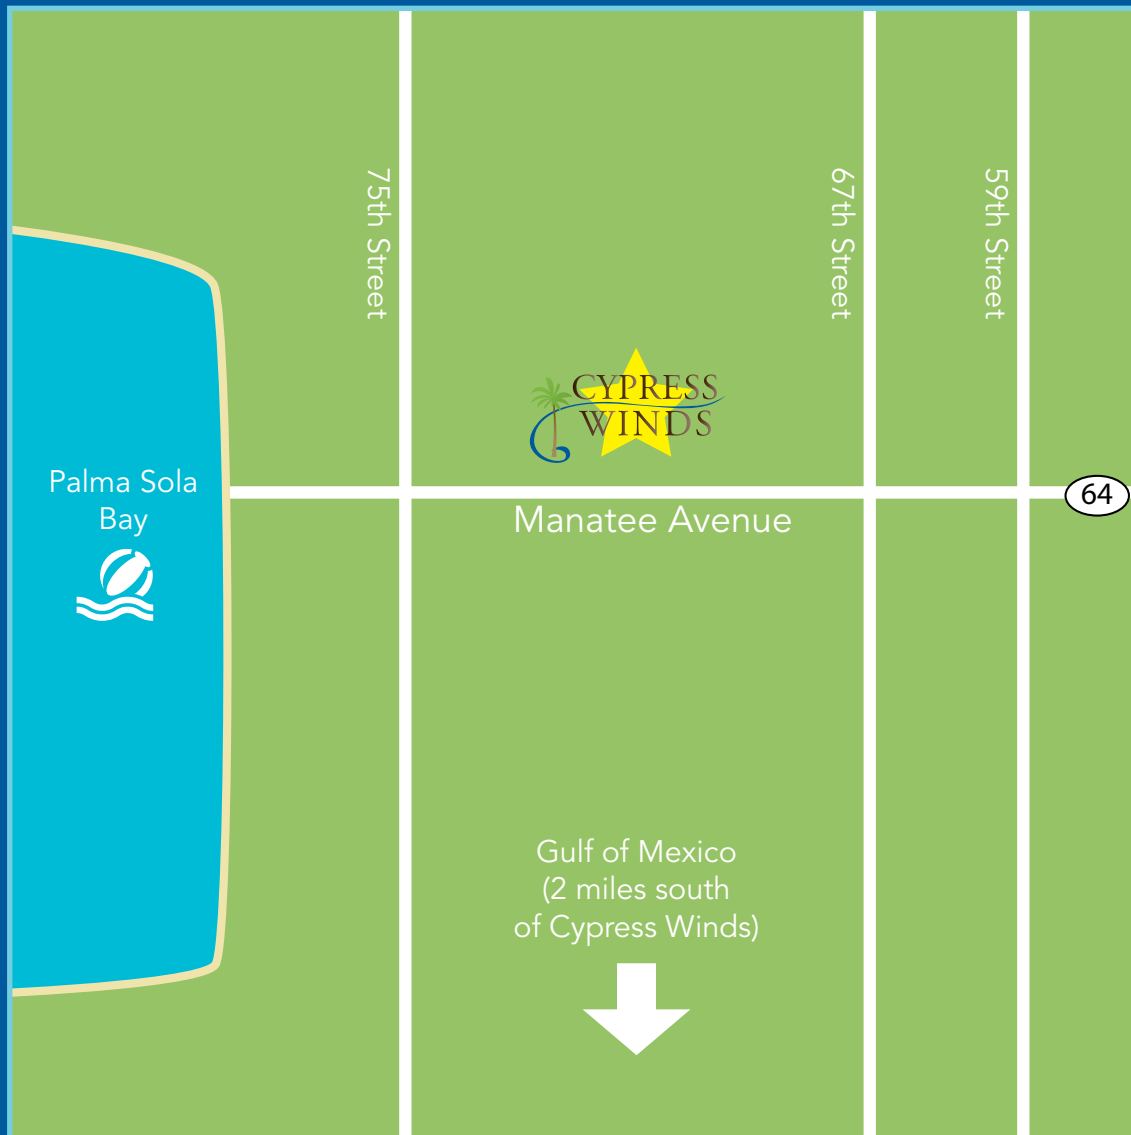 75th Street
67th Street
59th Street
CYPRESS
WINDS
Palma Sola
Bay
64
Manatee Avenue
Gulf of Mexico
(2 miles south
of Cypress Winds)